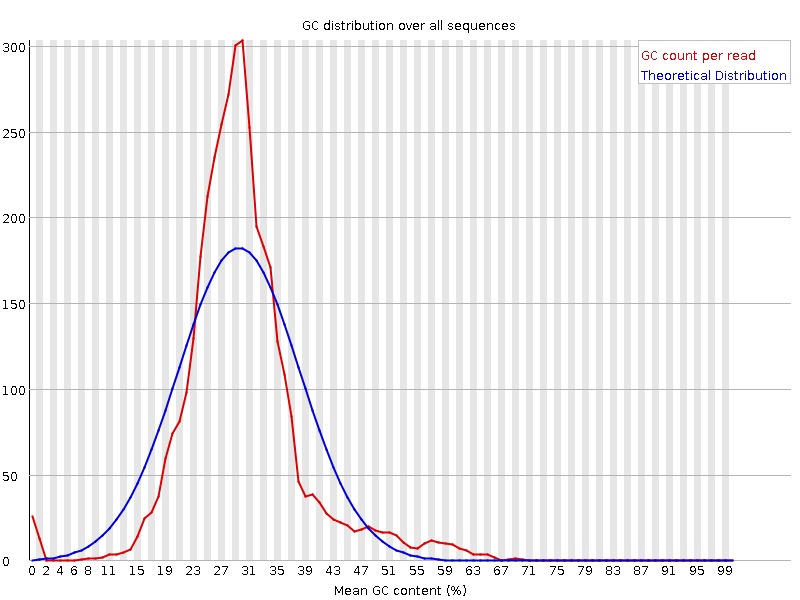 GC distribution over all sequences
GC count per read
Theoretical Distribution
300
250
200
150
100
50
0
0 2 4 6 8 11 15 19 23 27 31 35 39 43 47 51 55 59 63 67 71 75 79 83 87 91 95 99
Mean GC content (%)